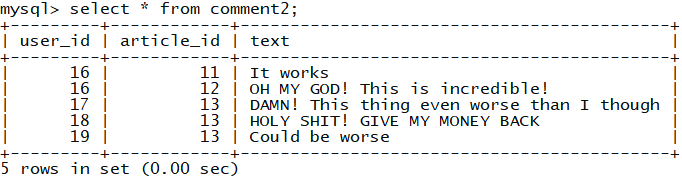 mysql> select * from comment2;
+---------+------------+-------------------------------------------+
| user_id | article_id | text                                      |
+---------+------------+-------------------------------------------+
|      16 |         11 | It works                                  |
|      16 |         12 | OH MY GOD! This is incredible!            |
|      17 |         13 | DAMN! This thing even worse than I though |
|      18 |         13 | HOLY SHIT! GIVE MY MONEY BACK             |
|      19 |         13 | Could be worse                            |
+---------+------------+-------------------------------------------+
5 rows in set (0.00 sec)